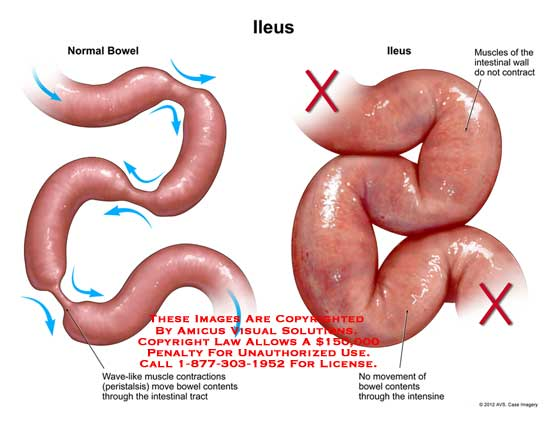 Ileus
Normal Bowel
Ileus
Muscles of the
intestinal wall
do not contract
These Images Are Copyrighted
By Amicus Visual Solutions.
Copyright Law Allows A $150,000
Penalty For Unauthorized Use.
Call 1-877-303-1952 For License.
Wave-like muscle contractions
(peristalsis) move bowel contents
through the intestinal tract
No movement of
bowel contents
through the intensine
© 2012 AVS. Case Imagery